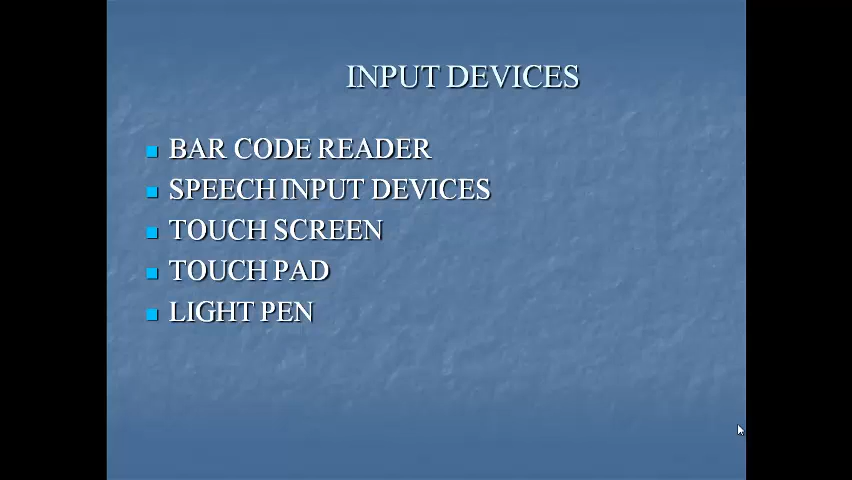 INPUT DEVICES
BAR CODE READER
SPEECH INPUT DEVICES
TOUCH SCREEN
TOUCH PAD
LIGHT PEN